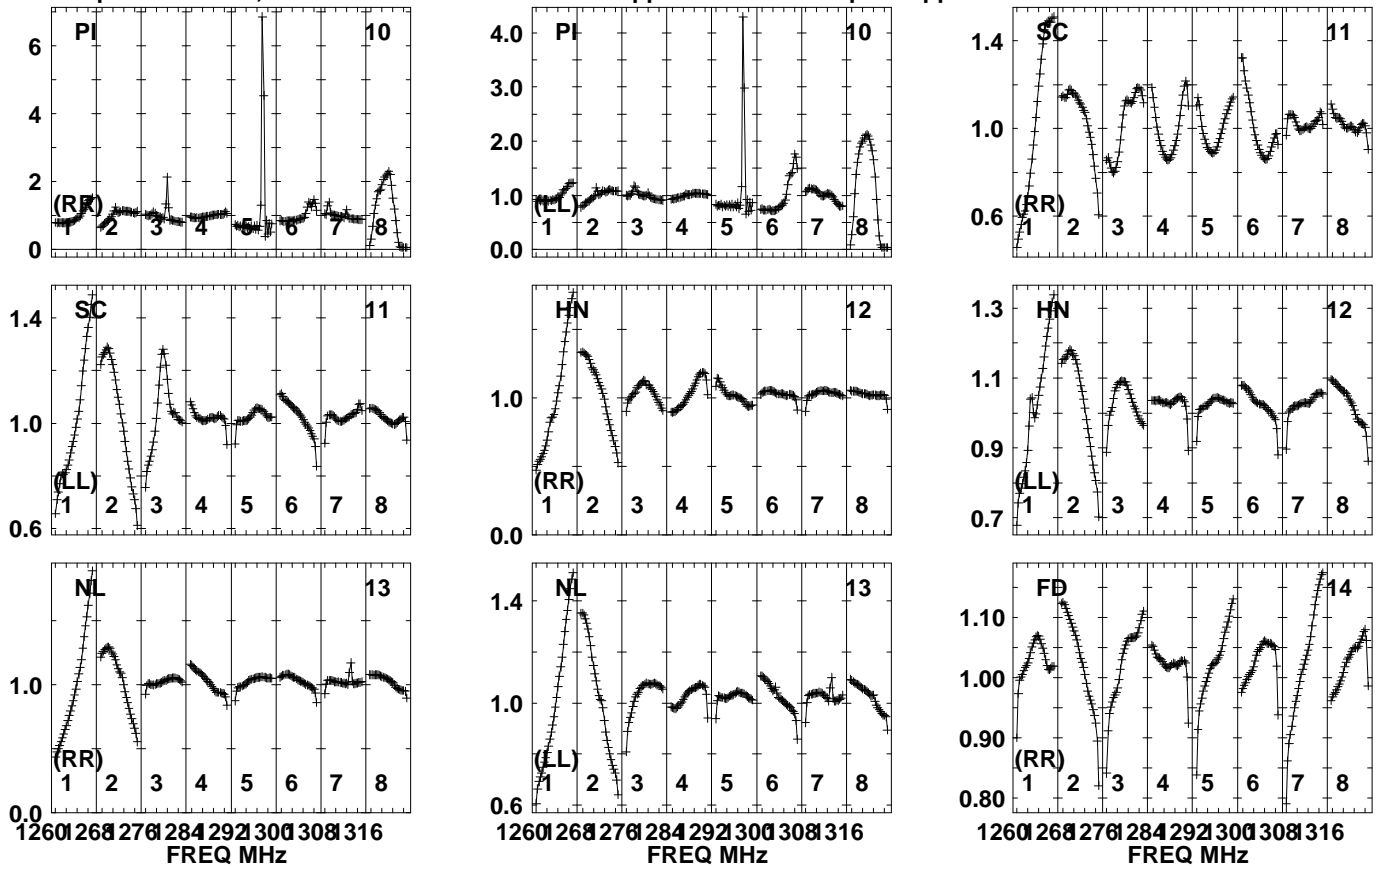 PI 10 PI 10 SC 11
6 4.0 1.4
4 3.0
2 2.0 1.0
(RR) 1.0 (LL) (RR)
0 1 2 3 4 5 6 7 8 0.0 1 2 3 4 5 6 7 8 0.6 1 2 3 4 5 6 7 8
SC 11 HN 12 HN 12
1.4 1.3
1.0 1.0 1.1
0.9
(LL) (RR) (LL)
0.6 1 2 3 4 5 6 7 8 0.0 1 2 3 4 5 6 7 8 0.7 1 2 3 4 5 6 7 8
NL 13 NL 13 FD 14
1.4 1.10
1.0 1.0 1.00
0.90
(RR) (LL) (RR)
0.0 1 2 3 4 5 6 7 8 0.6 1 2 3 4 5 6 7 8 0.80 1 2 3 4 5 6 7 8
1260 1268 1276 1284 1292 1300 1308 1316 1260 1268 1276 1284 1292 1300 1308 1316 1260 1268 1276 1284 1292 1300 1308 1316
FREQ MHz FREQ MHz FREQ MHz